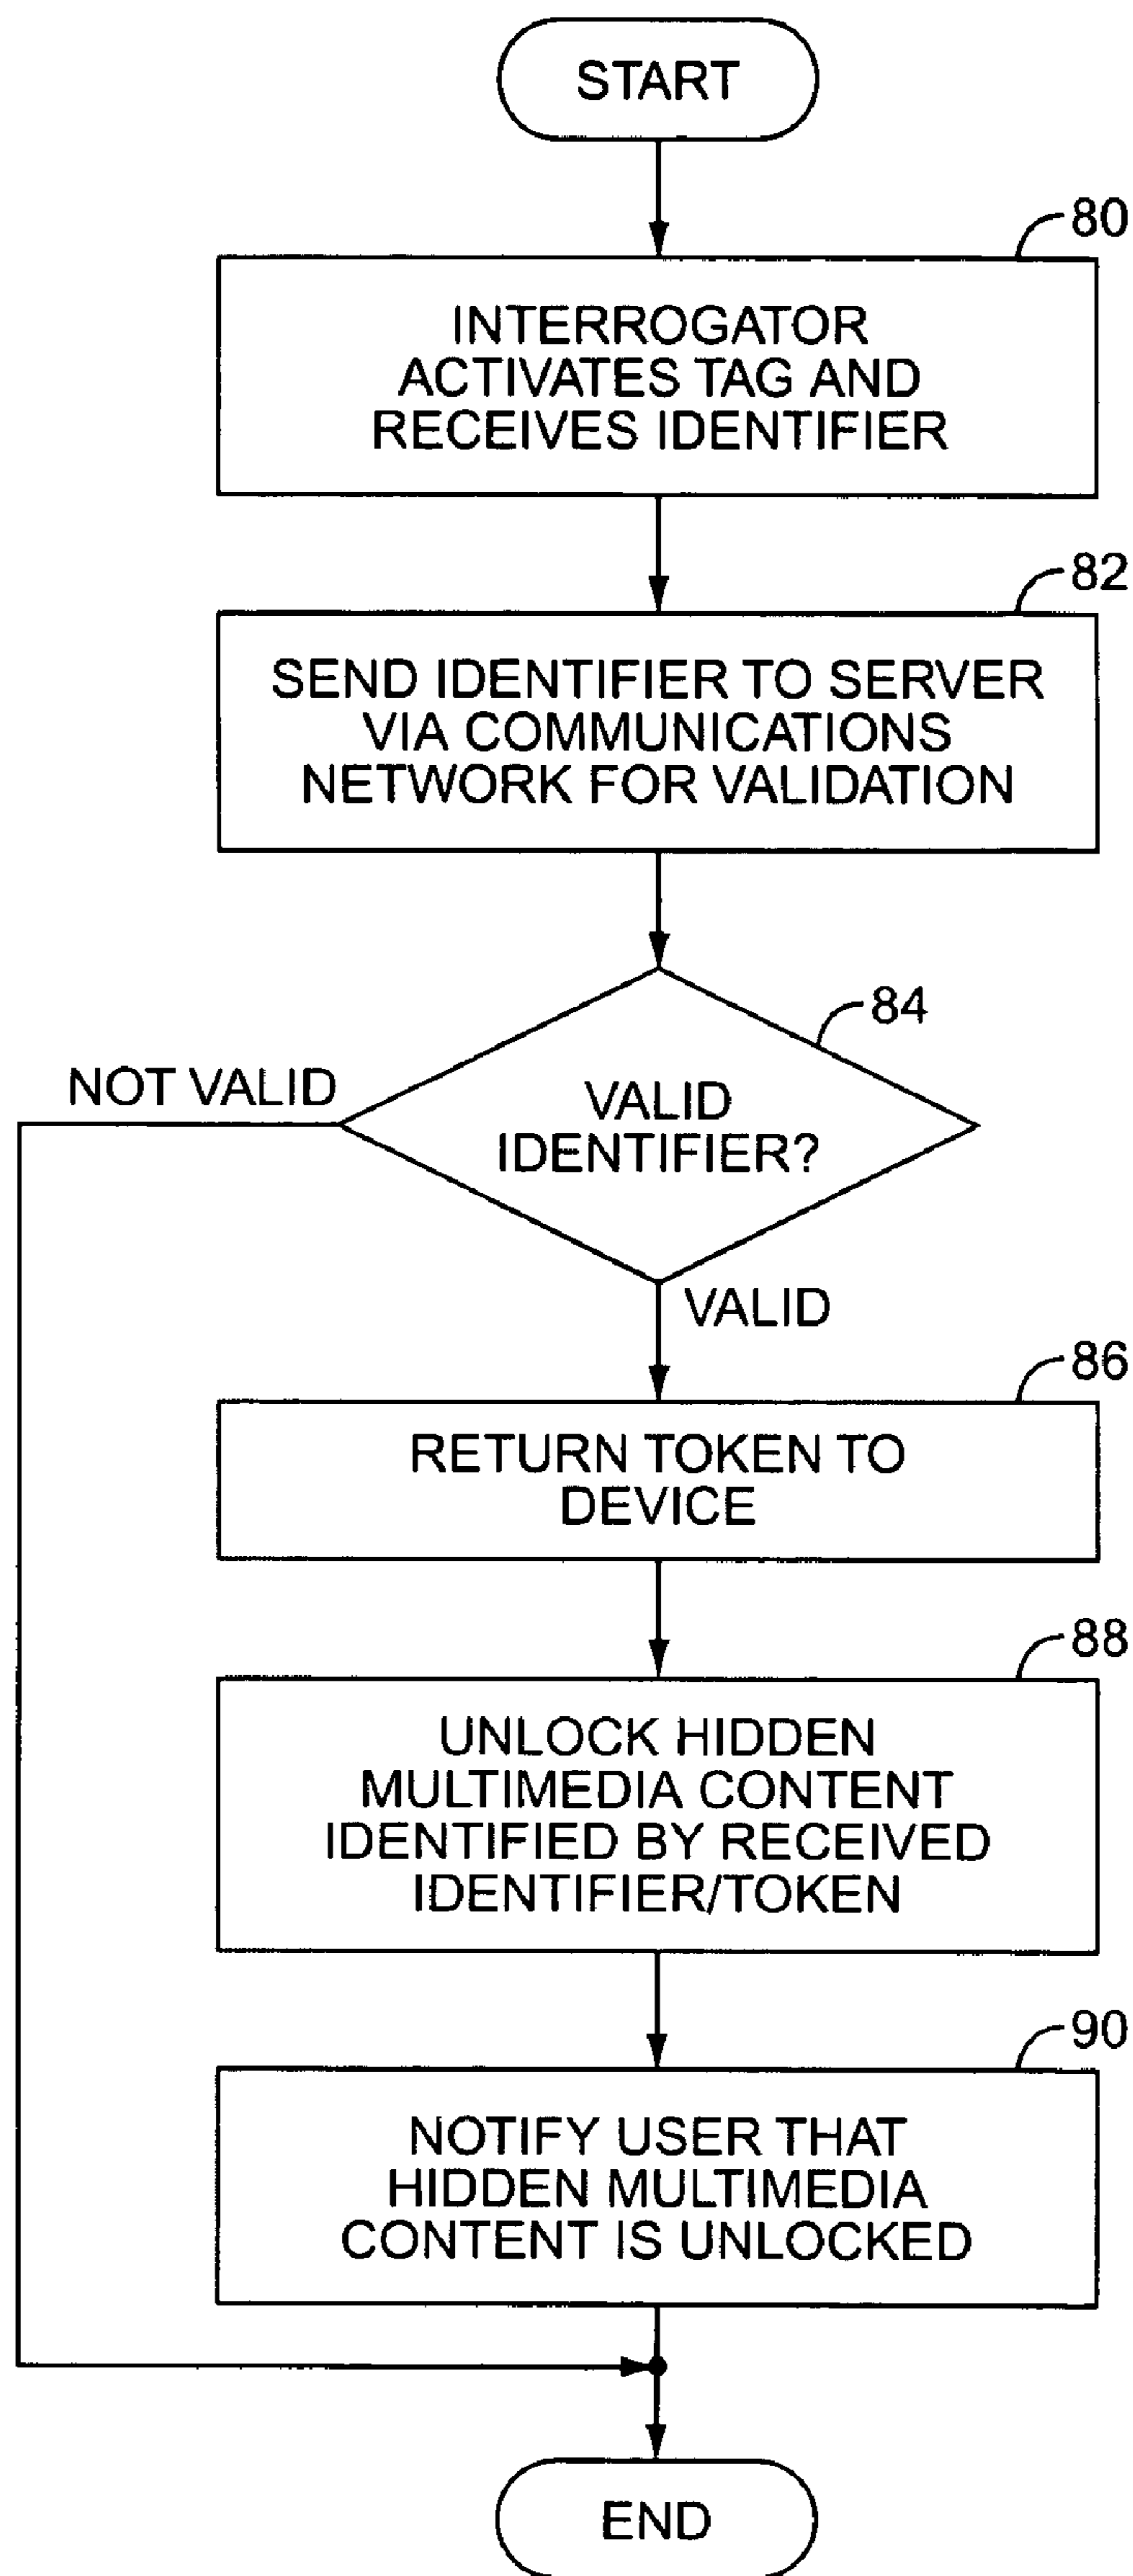 START
80
INTERROGATOR
ACTIVATES TAG AND
RECEIVES IDENTIFIER
82
SEND IDENTIFIER TO SERVER
VIA COMMUNICATIONS
NETWORK FOR VALIDATION
84
NOT VALID
VALID
IDENTIFIER?
VALID
86
RETURN TOKEN TO
DEVICE
88
UNLOCK HIDDEN
MULTIMEDIA CONTENT
IDENTIFIED BY RECEIVED
IDENTIFIER/TOKEN
90
NOTIFY USER THAT
HIDDEN MULTIMEDIA
CONTENT IS UNLOCKED
END